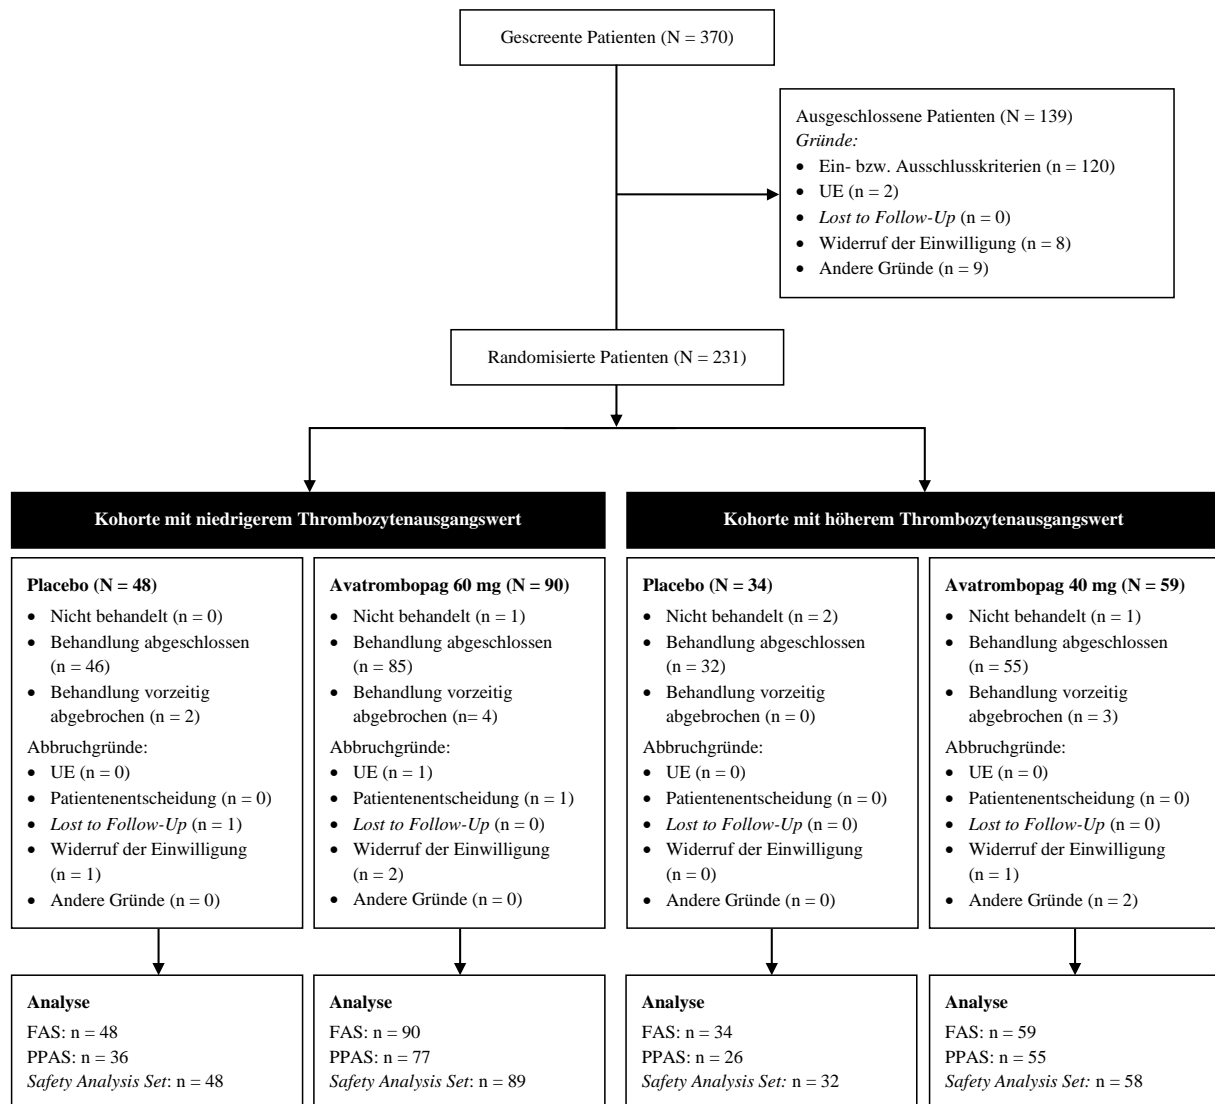 Gescreente Patienten (N = 370)
Ausgeschlossene Patienten (N = 139)
Gründe:
• Ein- bzw. Ausschlusskriterien (n = 120)
• UE (n = 2)
• Lost to Follow-Up (n = 0)
• Widerruf der Einwilligung (n = 8)
• Andere Gründe (n = 9)
Randomisierte Patienten (N = 231)
Kohorte mit niedrigerem Thrombozytenausgangswert
Placebo (N = 48)
• Nicht behandelt (n = 0)
• Behandlung abgeschlossen
(n = 46)
• Behandlung vorzeitig
abgebrochen (n = 2)
Abbruchgründe:
• UE (n = 0)
• Patientenentscheidung (n = 0)
• Lost to Follow-Up (n = 1)
• Widerruf der Einwilligung
(n = 1)
• Andere Gründe (n = 0)
Analyse
FAS: n = 48
PPAS: n = 36
Safety Analysis Set: n = 48
Avatrombopag 60 mg (N = 90)
• Nicht behandelt (n = 1)
• Behandlung abgeschlossen
(n = 85)
• Behandlung vorzeitig
abgebrochen (n= 4)
Abbruchgründe:
• UE (n = 1)
• Patientenentscheidung (n = 1)
• Lost to Follow-Up (n = 0)
• Widerruf der Einwilligung
(n = 2)
• Andere Gründe (n = 0)
Analyse
FAS: n = 90
PPAS: n = 77
Safety Analysis Set: n = 89
Kohorte mit höherem Thrombozytenausgangswert
Placebo (N = 34)
• Nicht behandelt (n = 2)
• Behandlung abgeschlossen
(n = 32)
• Behandlung vorzeitig
abgebrochen (n = 0)
Abbruchgründe:
• UE (n = 0)
• Patientenentscheidung (n = 0)
• Lost to Follow-Up (n = 0)
• Widerruf der Einwilligung
(n = 0)
• Andere Gründe (n = 0)
Analyse
FAS: n = 34
PPAS: n = 26
Safety Analysis Set: n = 32
Avatrombopag 40 mg (N = 59)
• Nicht behandelt (n = 1)
• Behandlung abgeschlossen
(n = 55)
• Behandlung vorzeitig
abgebrochen (n = 3)
Abbruchgründe:
• UE (n = 0)
• Patientenentscheidung (n = 0)
• Lost to Follow-Up (n = 0)
• Widerruf der Einwilligung
(n = 1)
• Andere Gründe (n = 2)
Analyse
FAS: n = 59
PPAS: n = 55
Safety Analysis Set: n = 58